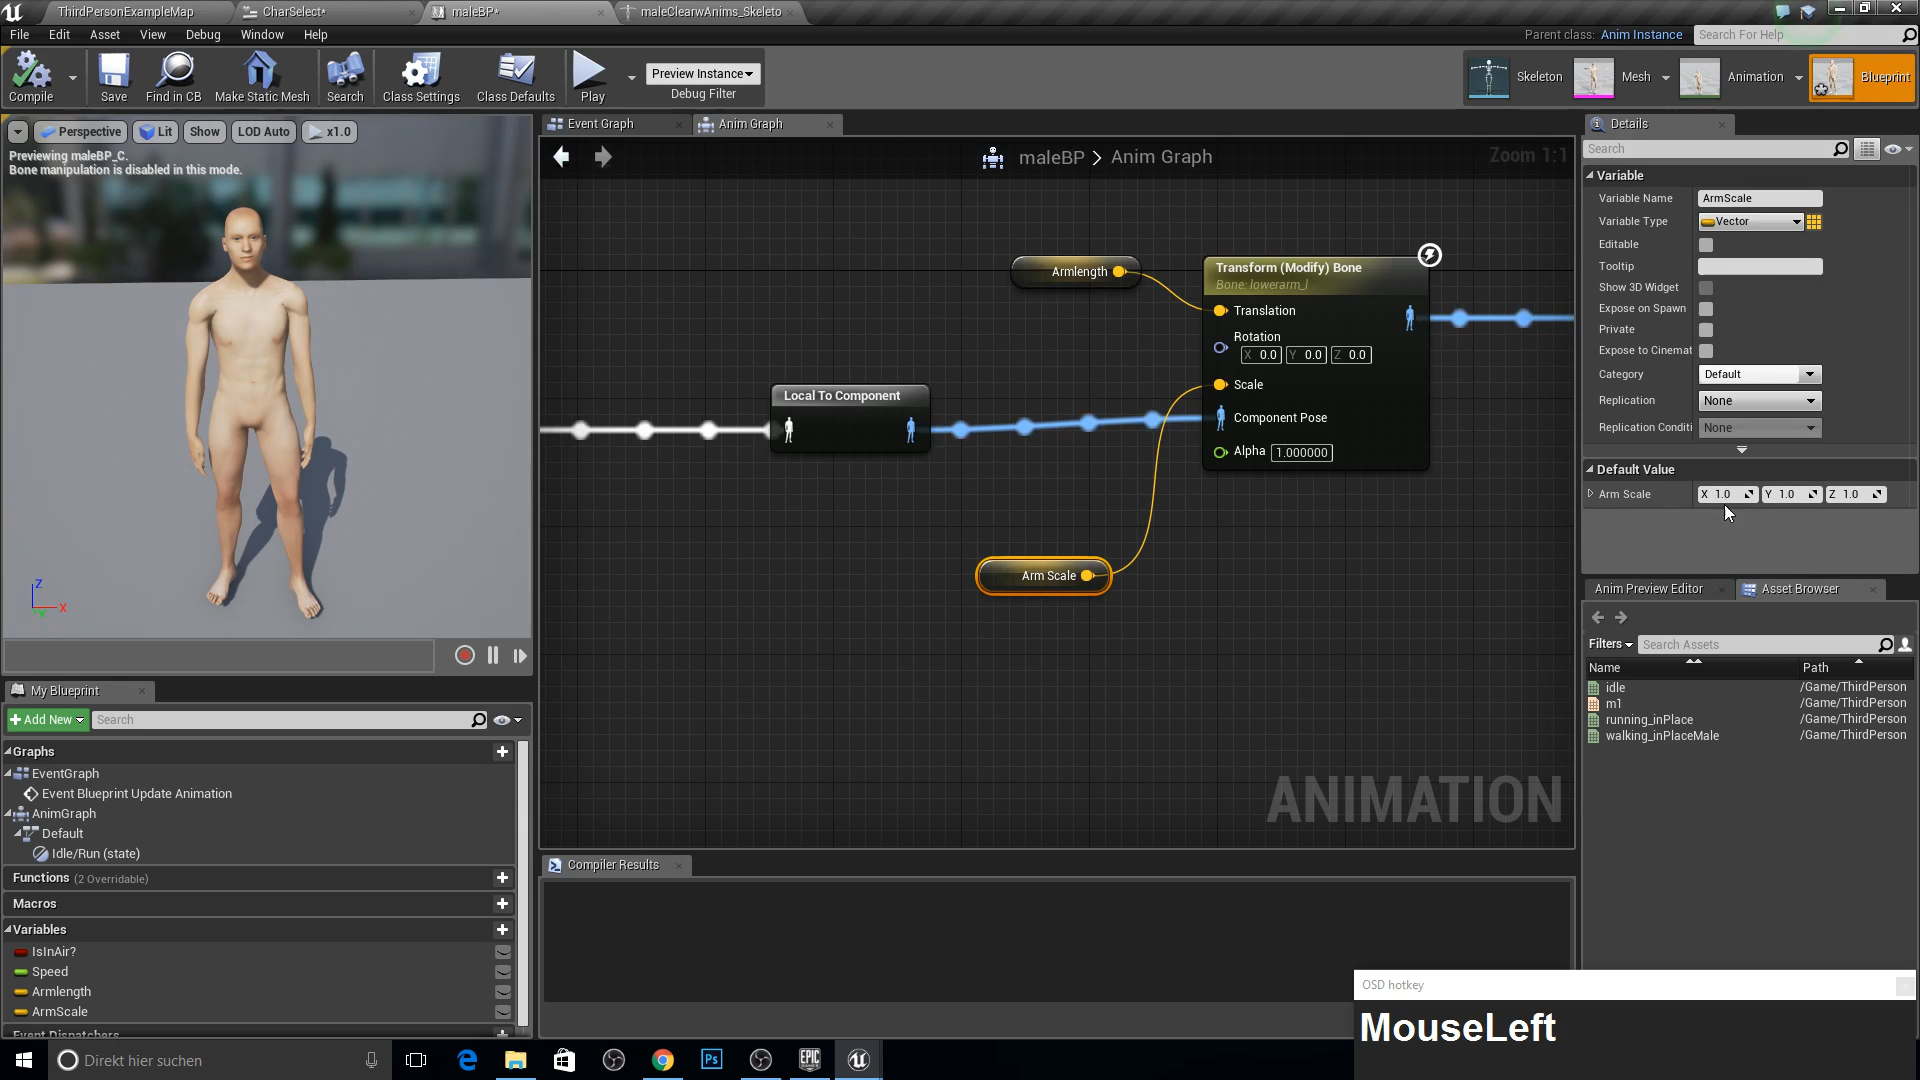 ThirdPersonExampleMap
CharSelect*
maleBP*
maleClearwAnims_Skeleto
File Edit Asset View Debug Window Help
Parent class: Anim Instance
Search For Help
Compile
Save
Find in CB
Make Static Mesh
Search
Class Settings
Class Defaults
Play
Preview Instance
Debug Filter
Skeleton
Mesh
Animation
Blueprint
Perspective
Lit
Show
LOD Auto
x1.0
Previewing maleBP_C.
Bone manipulation is disabled in this mode.
Z
X
Event Graph
Anim Graph
maleBP > Anim Graph
Zoom 1:1
Armlength
Transform (Modify) Bone
Bone: lowerarm_l
Translation
Rotation
X 0.0 Y 0.0 Z 0.0
Scale
Component Pose
Alpha 1.000000
Local To Component
Arm Scale
ANIMATION
Compiler Results
Details
Search
Variable
Variable Name ArmScale
Variable Type Vector
Editable
Tooltip
Show 3D Widget
Expose on Spawn
Private
Expose to Cinemat
Category Default
Replication None
Replication Conditi None
Default Value
Arm Scale X 1.0 Y 1.0 Z 1.0
Anim Preview Editor
Asset Browser
Filters
Search Assets
Name Path
idle /Game/ThirdPerson
m1 /Game/ThirdPerson
running_inPlace /Game/ThirdPerson
walking_inPlaceMale /Game/ThirdPerson
My Blueprint
+ Add New
Search
Graphs
EventGraph
Event Blueprint Update Animation
AnimGraph
Default
Idle/Run (state)
Functions (2 Overridable)
Macros
Variables
IsInAir?
Speed
Armlength
ArmScale
Event Dispatchers
OSD hotkey
MouseLeft
Direkt hier suchen
Ps
EPIC